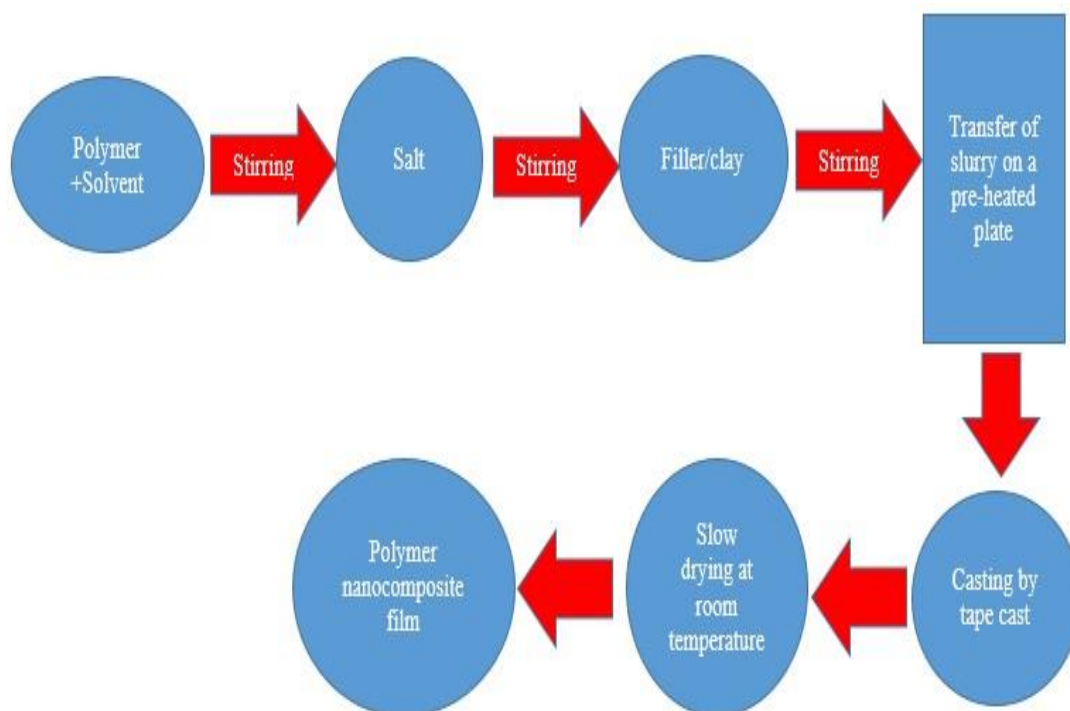 Polymer
+Solvent
Stirring
Salt
Stirring
Filler/clay
Stirring
Transfer of
slurry on a
pre-heated
plate
Casting by
tape cast
Slow
drying at
room
temperature
Polymer
nanocomposite
film